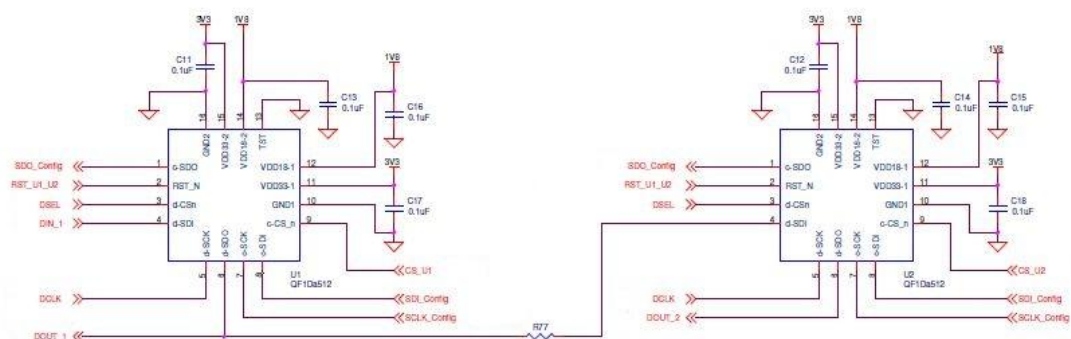 3V3
1V8
C11
0.1uF
C13
0.1uF
1V8
C16
0.1uF
16
15
14
13
GND2
VDD33-2
VDD18-2
TST
SDO_Config
1
c-SDO
VDD18-1
12
RST_U1_U2
2
RST_N
VDD33-1
11
3V3
DSEL
3
d-CSn
GND1
10
C17
0.1uF
DIN_1
4
d-SDI
c-CS_n
9
d-SCK
d-SDO
c-SCK
c-SDI
5
6
7
8
U1
QF1Da512
CS_U1
DCLK
SDI_Config
SCLK_Config
DOUT_1
R77
3V3
1V8
C12
0.1uF
C14
0.1uF
1V8
C15
0.1uF
16
15
14
13
GND2
VDD33-2
VDD18-2
TST
SDO_Config
1
c-SDO
VDD18-1
12
RST_U1_U2
2
RST_N
VDD33-1
11
3V3
DSEL
3
d-CSn
GND1
10
C18
0.1uF
4
d-SDI
c-CS_n
9
d-SCK
d-SDO
c-SCK
c-SDI
5
6
7
8
U2
QF1Da512
CS_U2
DCLK
SDI_Config
DOUT_2
SCLK_Config